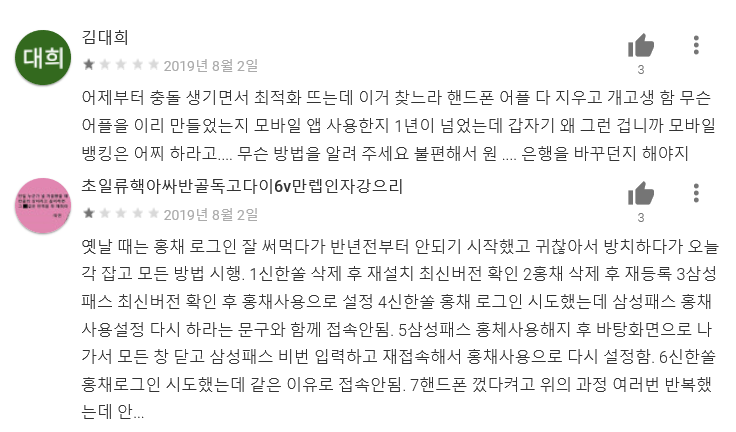 대희
김대희
2019년 8월 2일
3
어제부터 충돌 생기면서 최적화 뜨는데 이거 찾느라 핸드폰 어플 다 지우고 개고생 함 무슨
어플을 이리 만들었는지 모바일 앱 사용한지 1년이 넘었는데 갑자기 왜 그런 겁니까 모바일
뱅킹은 어찌 하라고.... 무슨 방법을 알려 주세요 불편해서 원 .... 은행을 바꾸던지 해야지
초일류핵아싸반골독고다이6v만렙인자강으리
2019년 8월 2일
3
옛날 때는 홍채 로그인 잘 써먹다가 반년전부터 안되기 시작했고 귀찮아서 방치하다가 오늘
각 잡고 모든 방법 시행. 1신한쏠 삭제 후 재설치 최신버전 확인 2홍채 삭제 후 재등록 3삼성
패스 최신버전 확인 후 홍채사용으로 설정 4신한쏠 홍채 로그인 시도했는데 삼성패스 홍채
사용설정 다시 하라는 문구와 함께 접속안됨. 5삼성패스 홍체사용해지 후 바탕화면으로 나
가서 모든 창 닫고 삼성패스 비번 입력하고 재접속해서 홍채사용으로 다시 설정함. 6신한쏠
홍채로그인 시도했는데 같은 이유로 접속안됨. 7핸드폰 껐다켜고 위의 과정 여러번 반복했
는데 안...